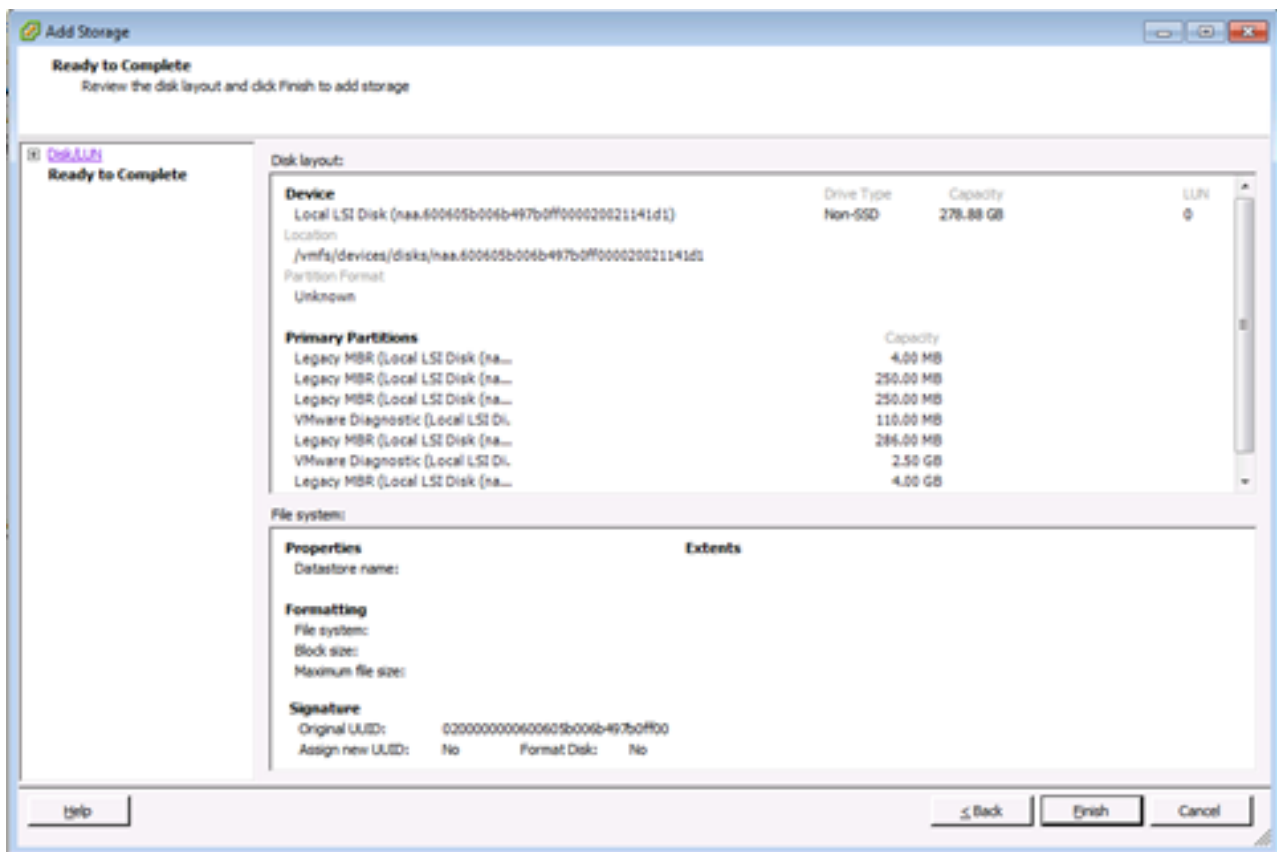 Add Storage
Ready to Complete
Review the disk layout and click Finish to add storage
Disk/LUN
Ready to Complete
Disk layout:
Device Drive Type Capacity LUN
Local LSI Disk (naa.600605b006b497b0ff000020021141d1) Non-SSD 278.88 GB 0
Location
/vmfs/devices/disks/naa.600605b006b497b0ff000020021141d1
Partition Format
Unknown
Primary Partitions Capacity
Legacy MBR (Local LSI Disk (na... 4.00 MB
Legacy MBR (Local LSI Disk (na... 250.00 MB
Legacy MBR (Local LSI Disk (na... 250.00 MB
VMware Diagnostic (Local LSI Di. 110.00 MB
Legacy MBR (Local LSI Disk (na... 286.00 MB
VMware Diagnostic (Local LSI Di. 2.50 GB
Legacy MBR (Local LSI Disk (na... 4.00 GB
File system:
Properties Extents
Datastore name:
Formatting
File system:
Block size:
Maximum file size:
Signature
Original UUID: 0200000000600605b006b497b0ff00
Assign new UUID: No Format Disk: No
Help < Back Finish Cancel